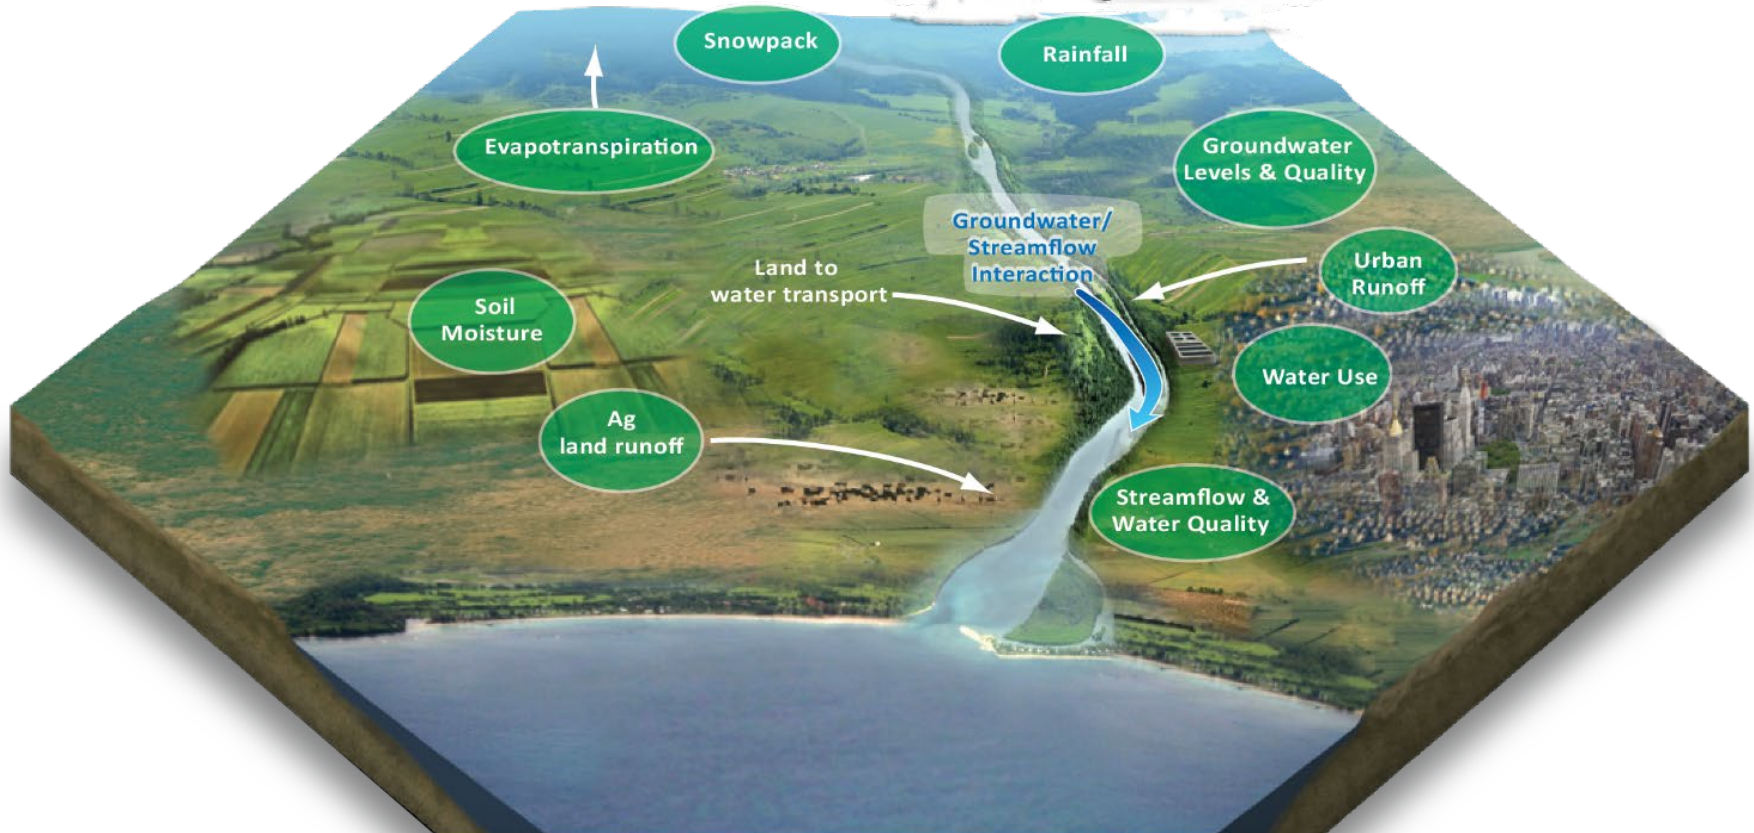 Snowpack
Rainfall
Evapotranspiration
Groundwater
Levels & Quality
Groundwater/
Streamflow
Interaction
Land to
water transport
Urban
Runoff
Soil
Moisture
Water Use
Ag
land runoff
Streamflow &
Water Quality